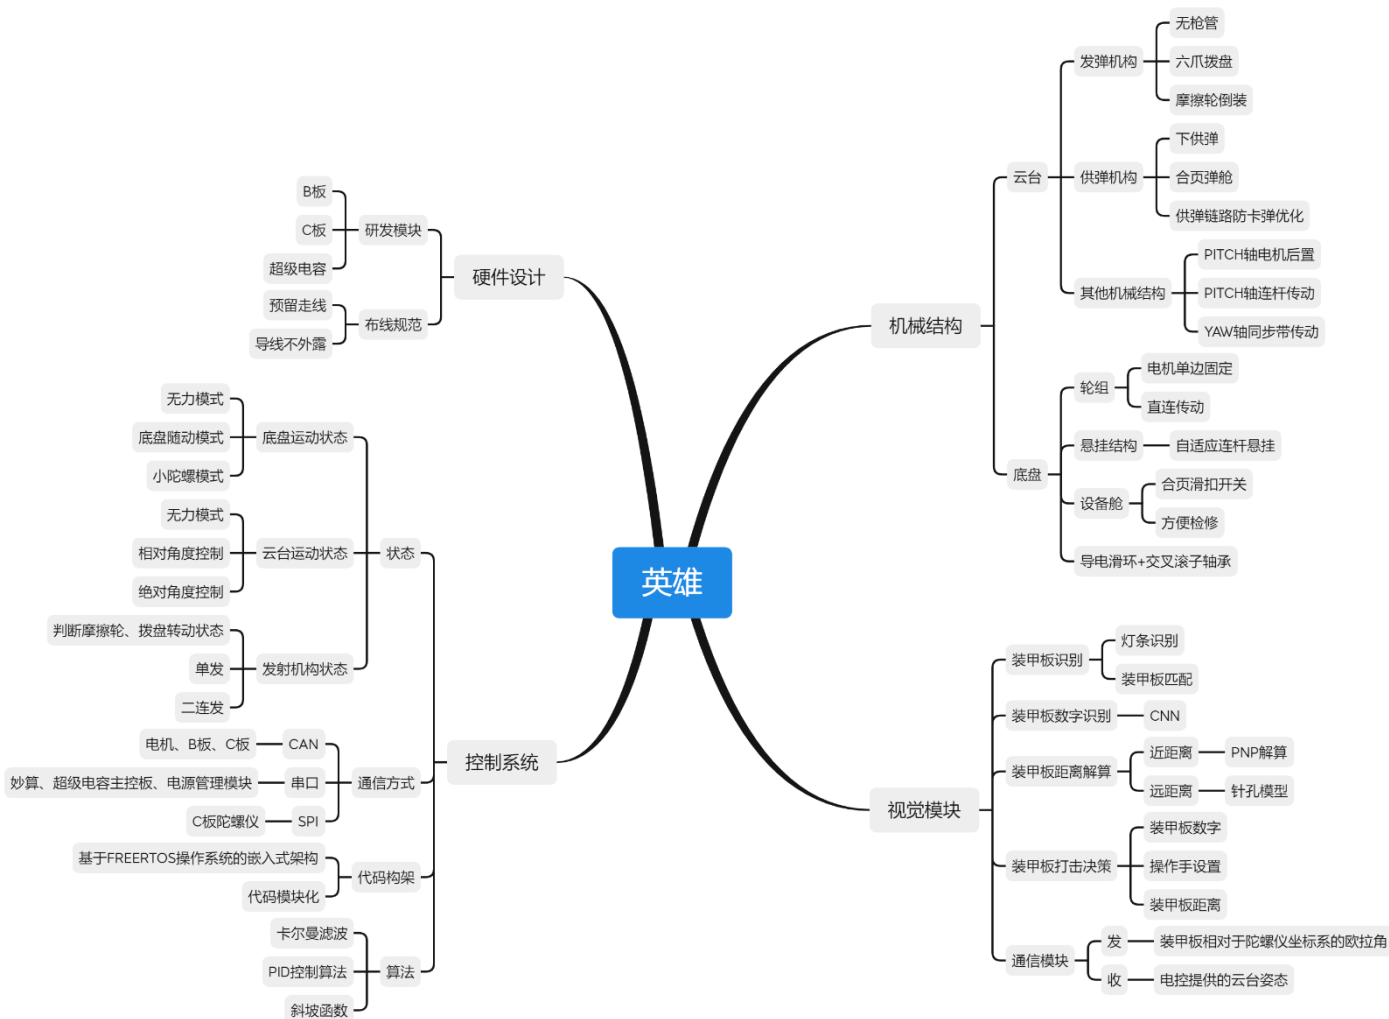 英雄
硬件设计
研发模块
B板
C板
超级电容
布线规范
预留走线
导线不外露
控制系统
状态
底盘运动状态
无力模式
底盘随动模式
小陀螺模式
云台运动状态
无力模式
相对角度控制
绝对角度控制
发射机构状态
判断摩擦轮、拨盘转动状态
单发
二连发
通信方式
CAN
电机、B板、C板
串口
妙算、超级电容主控板、电源管理模块
SPI
C板陀螺仪
代码构架
基于FREERTOS操作系统的嵌入式架构
代码模块化
算法
卡尔曼滤波
PID控制算法
斜坡函数
机械结构
云台
发弹机构
无枪管
六爪拨盘
摩擦轮倒装
供弹机构
下供弹
合页弹舱
供弹链路防卡弹优化
其他机械结构
PITCH轴电机后置
PITCH轴连杆传动
YAW轴同步带传动
底盘
轮组
电机单边固定
直连传动
悬挂结构
自适应连杆悬挂
设备舱
合页滑扣开关
方便检修
导电滑环+交叉滚子轴承
视觉模块
装甲板识别
灯条识别
装甲板匹配
装甲板数字识别
CNN
装甲板距离解算
近距离
PNP解算
远距离
针孔模型
装甲板打击决策
装甲板数字
操作手设置
装甲板距离
通信模块
发
装甲板相对于陀螺仪坐标系的欧拉角
收
电控提供的云台姿态